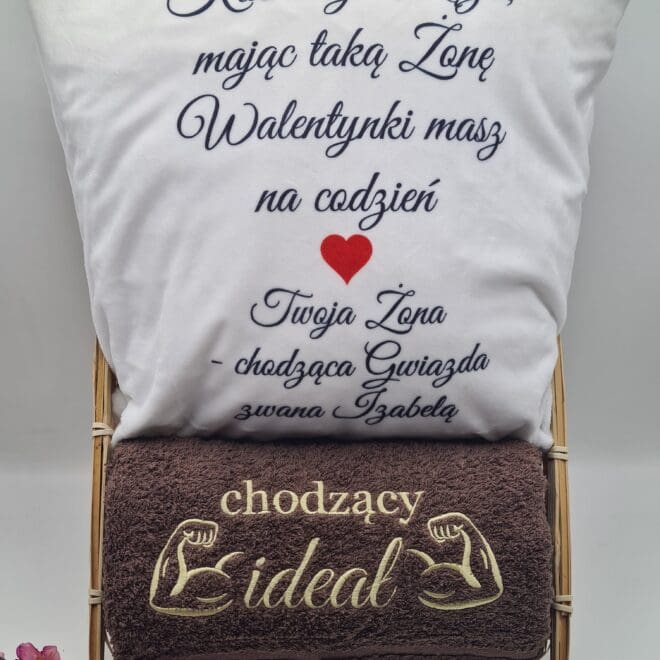 mając taką Żonę
Walentynki masz
na codzień
Twoja Żona
- chodząca Gwiazda
zwana Izabelą
chodzący
ideał